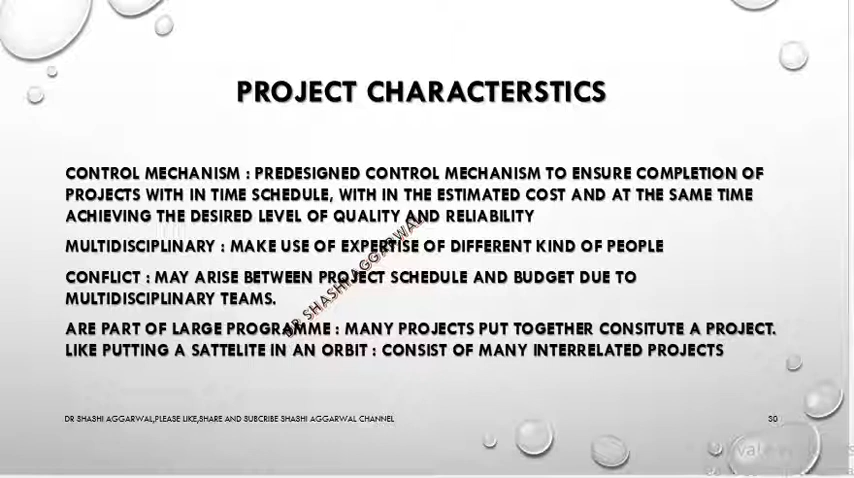 PROJECT CHARACTERSTICS
CONTROL MECHANISM : PREDESIGNED CONTROL MECHANISM TO ENSURE COMPLETION OF
PROJECTS WITH IN TIME SCHEDULE, WITH IN THE ESTIMATED COST AND AT THE SAME TIME
ACHIEVING THE DESIRED LEVEL OF QUALITY AND RELIABILITY
MULTIDISCIPLINARY : MAKE USE OF EXPERTISE OF DIFFERENT KIND OF PEOPLE
CONFLICT : MAY ARISE BETWEEN PROJECT SCHEDULE AND BUDGET DUE TO
MULTIDISCIPLINARY TEAMS.
ARE PART OF LARGE PROGRAMME : MANY PROJECTS PUT TOGETHER CONSITUTE A PROJECT.
LIKE PUTTING A SATTELITE IN AN ORBIT : CONSIST OF MANY INTERRELATED PROJECTS
DR SHASHI AGGARWAL
DR SHASHI AGGARWAL,PLEASE LIKE,SHARE AND SUBCRIBE SHASHI AGGARWAL CHANNEL
30